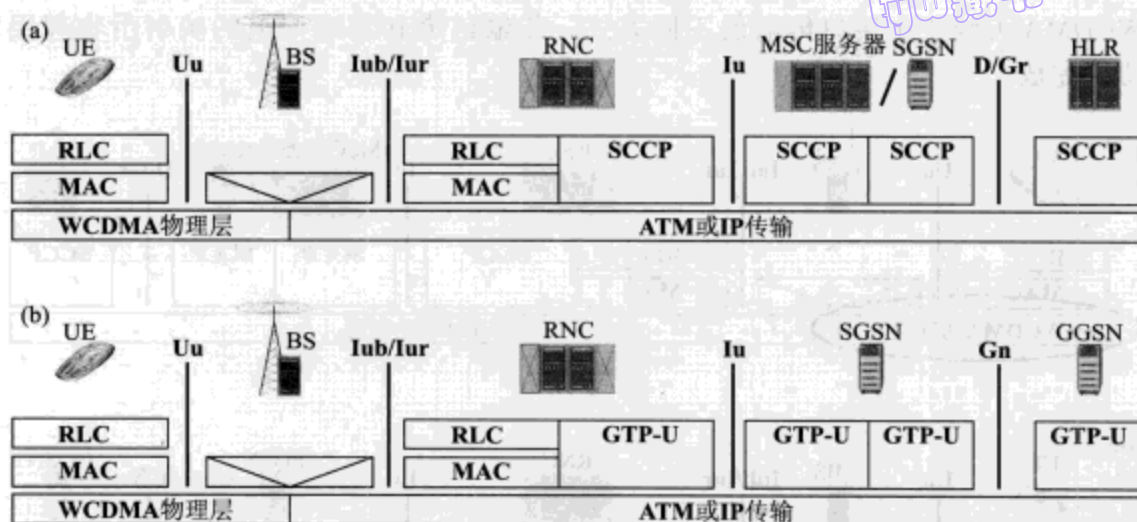 (a)
UE Uu BS Iub/Iur RNC Iu MSC服务器 SGSN D/Gr HLR
RLC RLC SCCP SCCP SCCP SCCP
MAC MAC
WCDMA物理层 ATM或IP传输
(b)
UE Uu BS Iub/Iur RNC Iu SGSN Gn GGSN
RLC RLC GTP-U GTP-U GTP-U GTP-U
MAC MAC
WCDMA物理层 ATM或IP传输